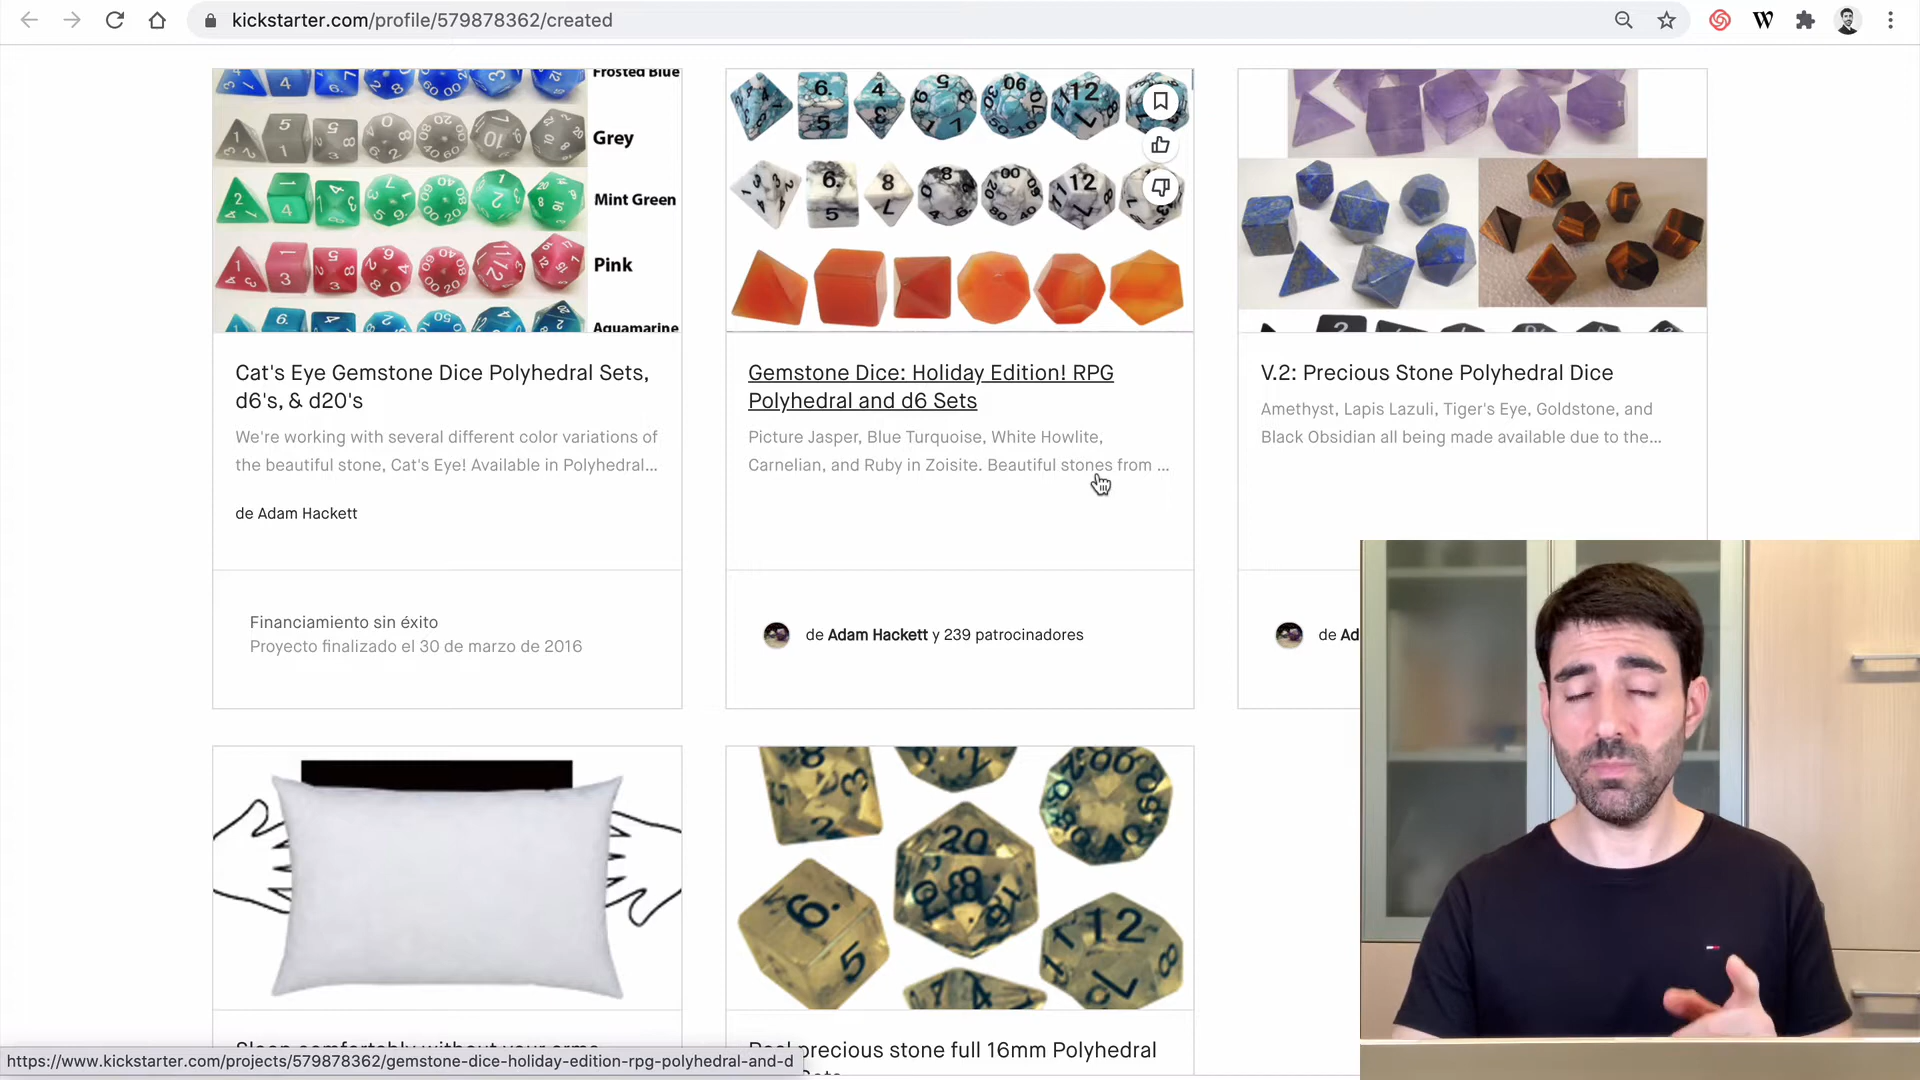 kickstarter.com/profile/579878362/created
Frosted Blue
Grey
Mint Green
Pink
Aquamarine
Cat's Eye Gemstone Dice Polyhedral Sets,
d6's, & d20's
We're working with several different color variations of
the beautiful stone, Cat's Eye! Available in Polyhedral...
de Adam Hackett
Financiamiento sin éxito
Proyecto finalizado el 30 de marzo de 2016
Gemstone Dice: Holiday Edition! RPG
Polyhedral and d6 Sets
Picture Jasper, Blue Turquoise, White Howlite,
Carnelian, and Ruby in Zoisite. Beautiful stones from ...
de Adam Hackett y 239 patrocinadores
V.2: Precious Stone Polyhedral Dice
Amethyst, Lapis Lazuli, Tiger's Eye, Goldstone, and
Black Obsidian all being made available due to the...
de Ad
Sleep comfortably without your arms
precious stone full 16mm Polyhedral
https://www.kickstarter.com/projects/579878362/gemstone-dice-holiday-edition-rpg-polyhedral-and-d